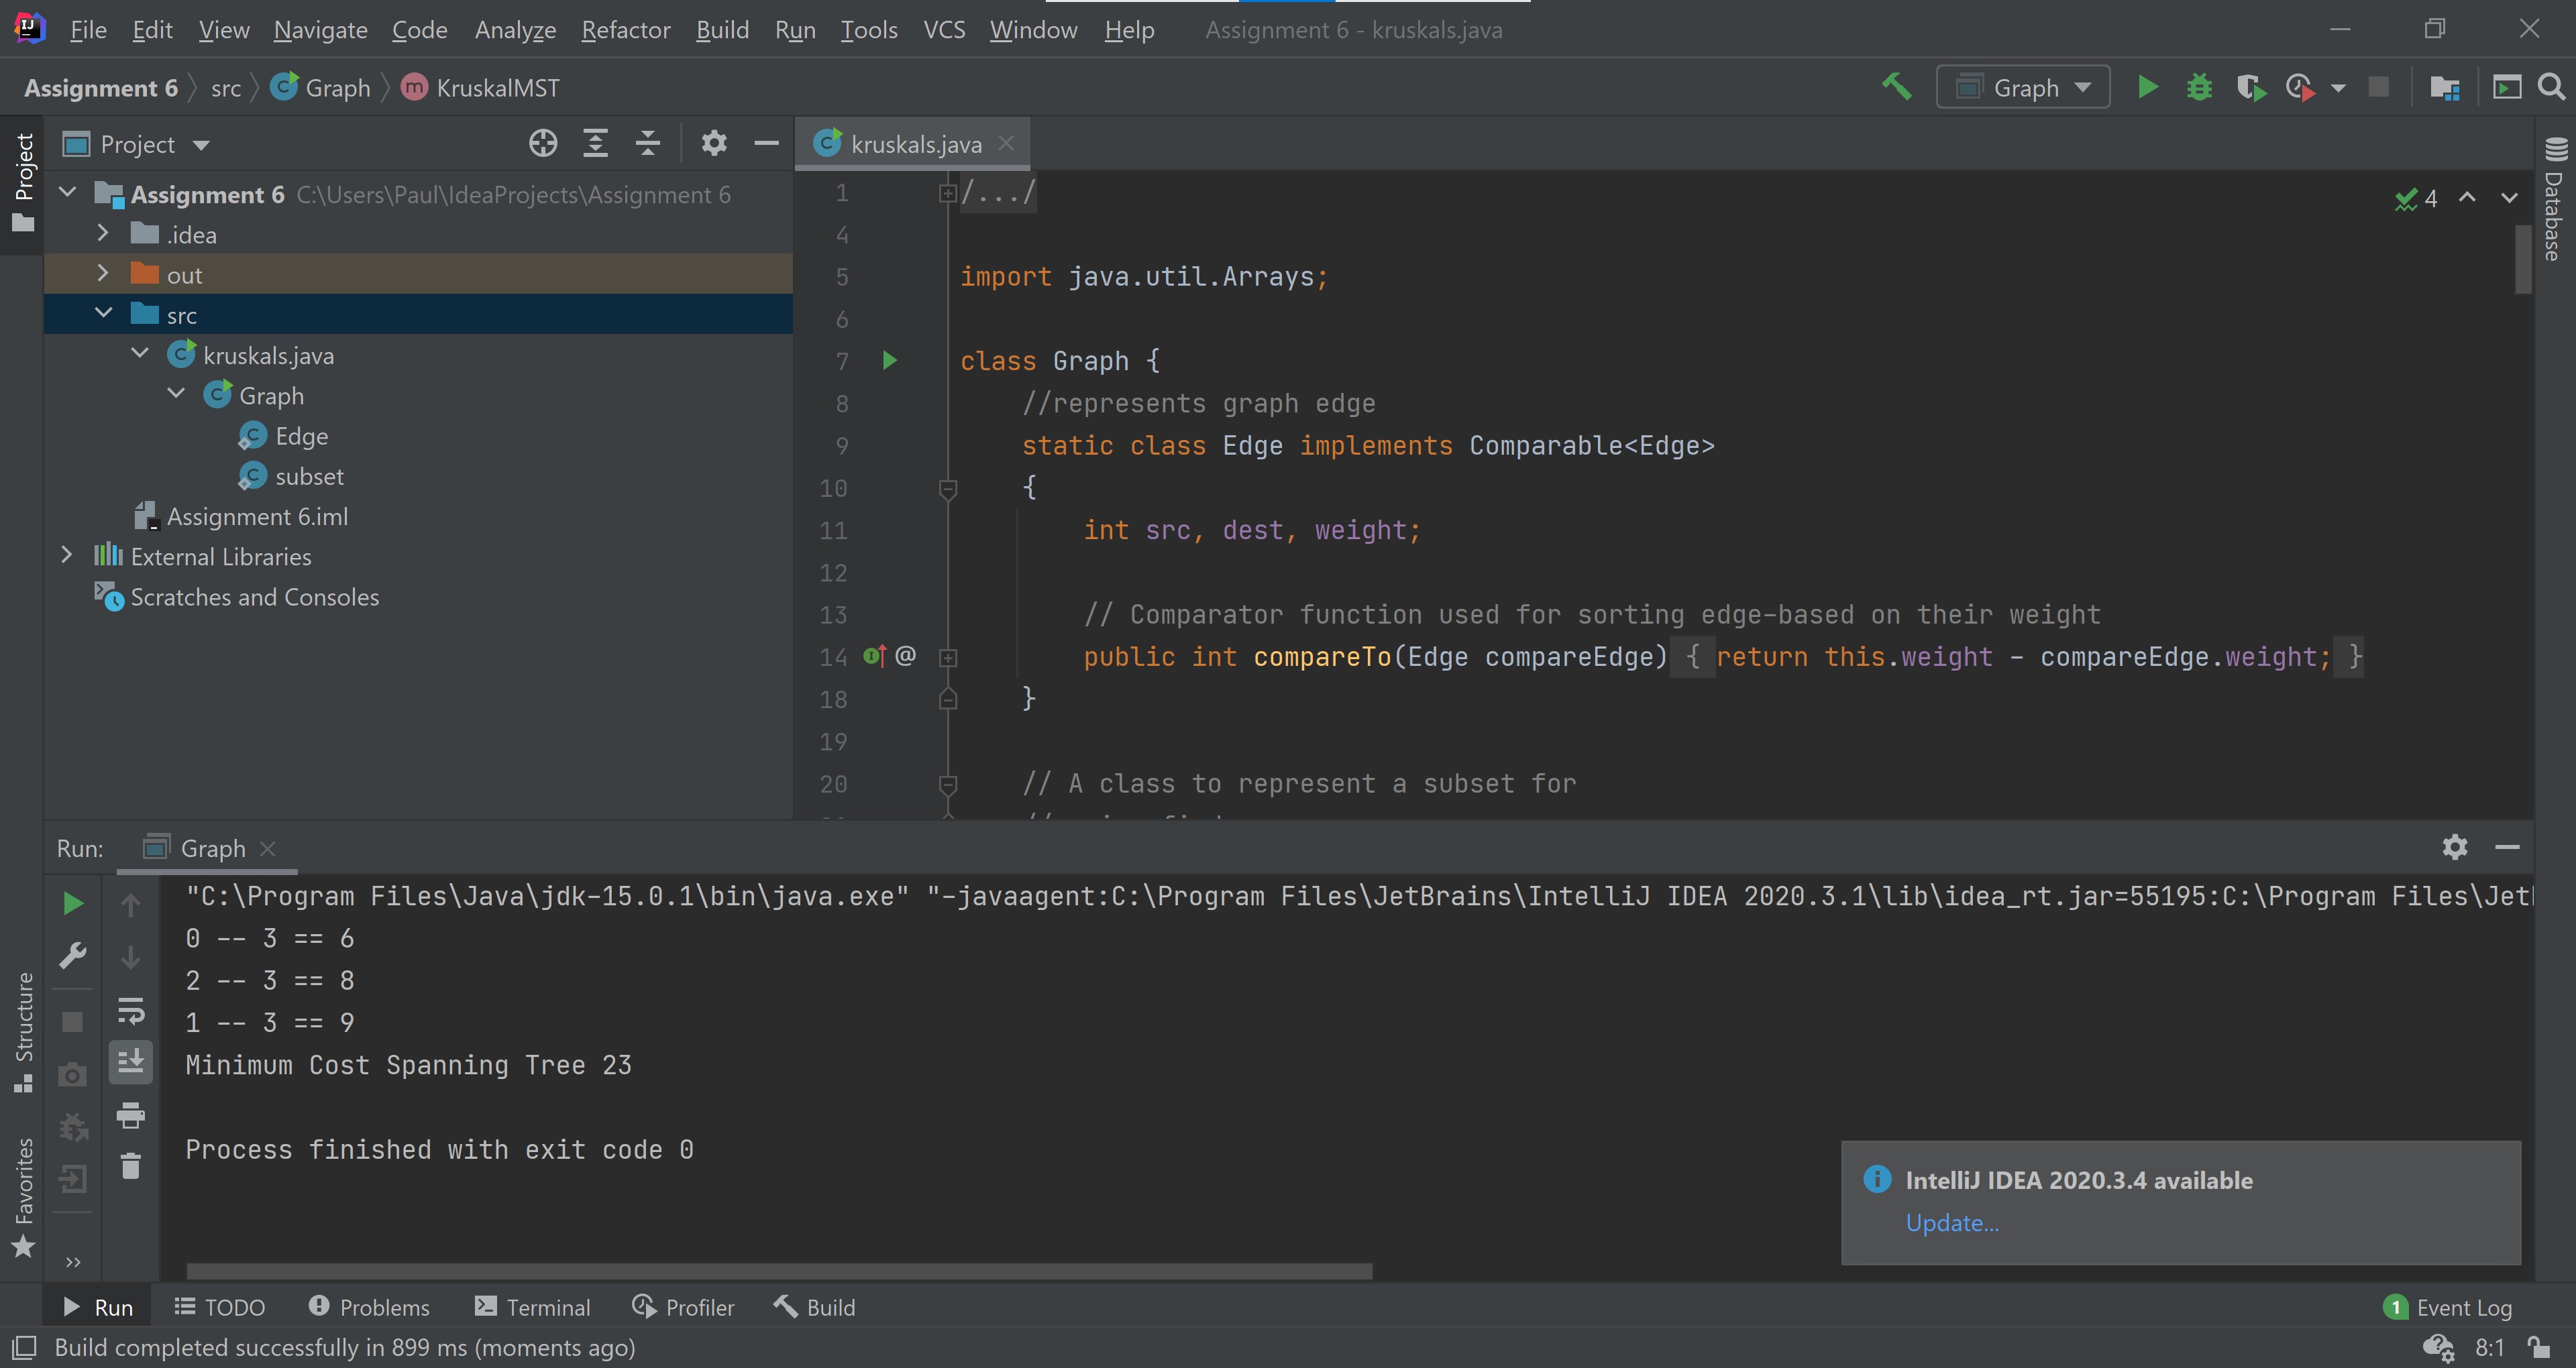 File Edit View Navigate Code Analyze Refactor Build Run Tools VCS Window Help Assignment 6 - kruskals.java
Assignment 6 src Graph m KruskalMST Graph
Project
Project
Assignment 6 C:\Users\Paul\IdeaProjects\Assignment 6
.idea
out
src
kruskals.java
Graph
Edge
subset
Assignment 6.iml
External Libraries
Scratches and Consoles
kruskals.java
4
1 /.../
4
5 import java.util.Arrays;
6
7 class Graph {
8 //represents graph edge
9 static class Edge implements Comparable<Edge>
10 {
11 int src, dest, weight;
12
13 // Comparator function used for sorting edge-based on their weight
14 @ public int compareTo(Edge compareEdge) { return this.weight - compareEdge.weight; }
18 }
19
20 // A class to represent a subset for
Database
Run: Graph
"C:\Program Files\Java\jdk-15.0.1\bin\java.exe" "-javaagent:C:\Program Files\JetBrains\IntelliJ IDEA 2020.3.1\lib\idea_rt.jar=55195:C:\Program Files\Jet
0 -- 3 == 6
2 -- 3 == 8
1 -- 3 == 9
Minimum Cost Spanning Tree 23
Process finished with exit code 0
Structure
Favorites
IntelliJ IDEA 2020.3.4 available
Update...
Run TODO Problems Terminal Profiler Build 1 Event Log
Build completed successfully in 899 ms (moments ago) 8:1